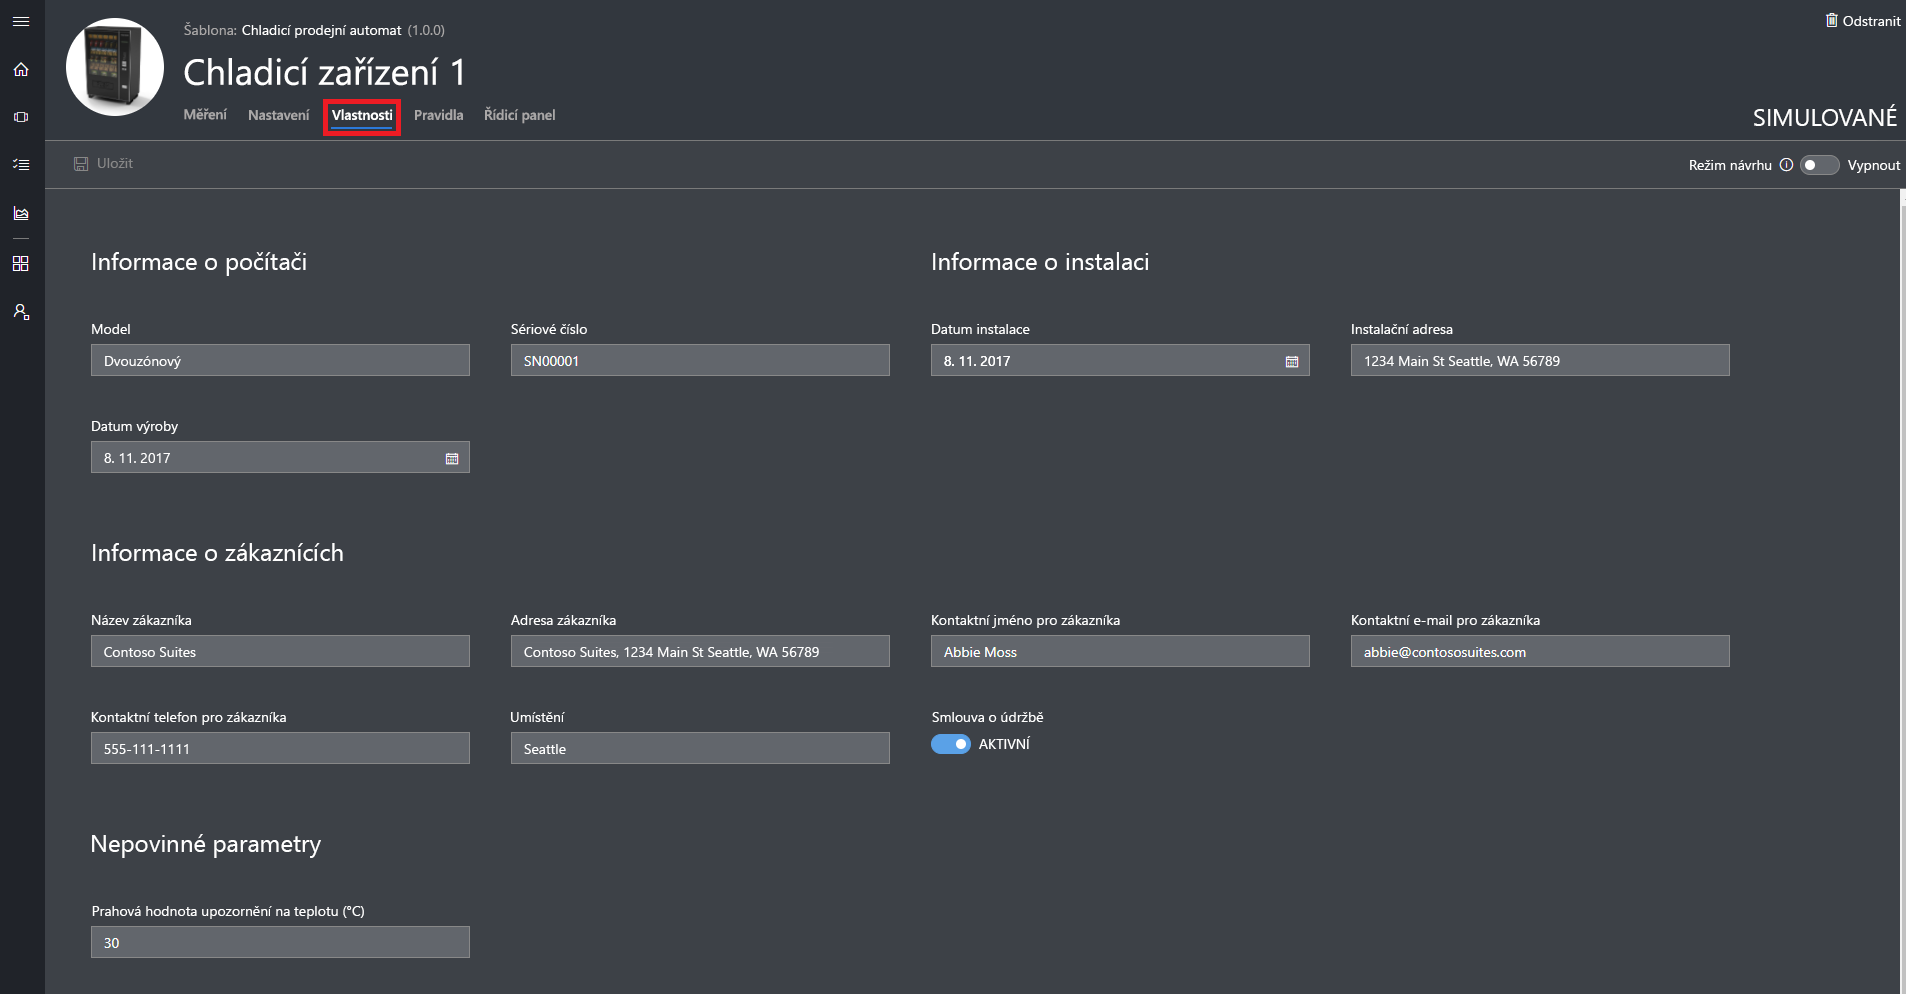 Šablona: Chladicí prodejní automat (1.0.0)
Odstranit
Chladicí zařízení 1
Měření Nastavení Vlastnosti Pravidla Řídicí panel
SIMULOVANÉ
Uložit
Režim návrhu Vypnout
Informace o počítači
Informace o instalaci
Model
Sériové číslo
Datum instalace
Instalační adresa
Dvouzónový
SN00001
8. 11. 2017
1234 Main St Seattle, WA 56789
Datum výroby
8. 11. 2017
Informace o zákaznících
Název zákazníka
Adresa zákazníka
Kontaktní jméno pro zákazníka
Kontaktní e-mail pro zákazníka
Contoso Suites
Contoso Suites, 1234 Main St Seattle, WA 56789
Abbie Moss
abbie@contososuites.com
Kontaktní telefon pro zákazníka
Umístění
Smlouva o údržbě
555-111-1111
Seattle
AKTIVNÍ
Nepovinné parametry
Prahová hodnota upozornění na teplotu (°C)
30